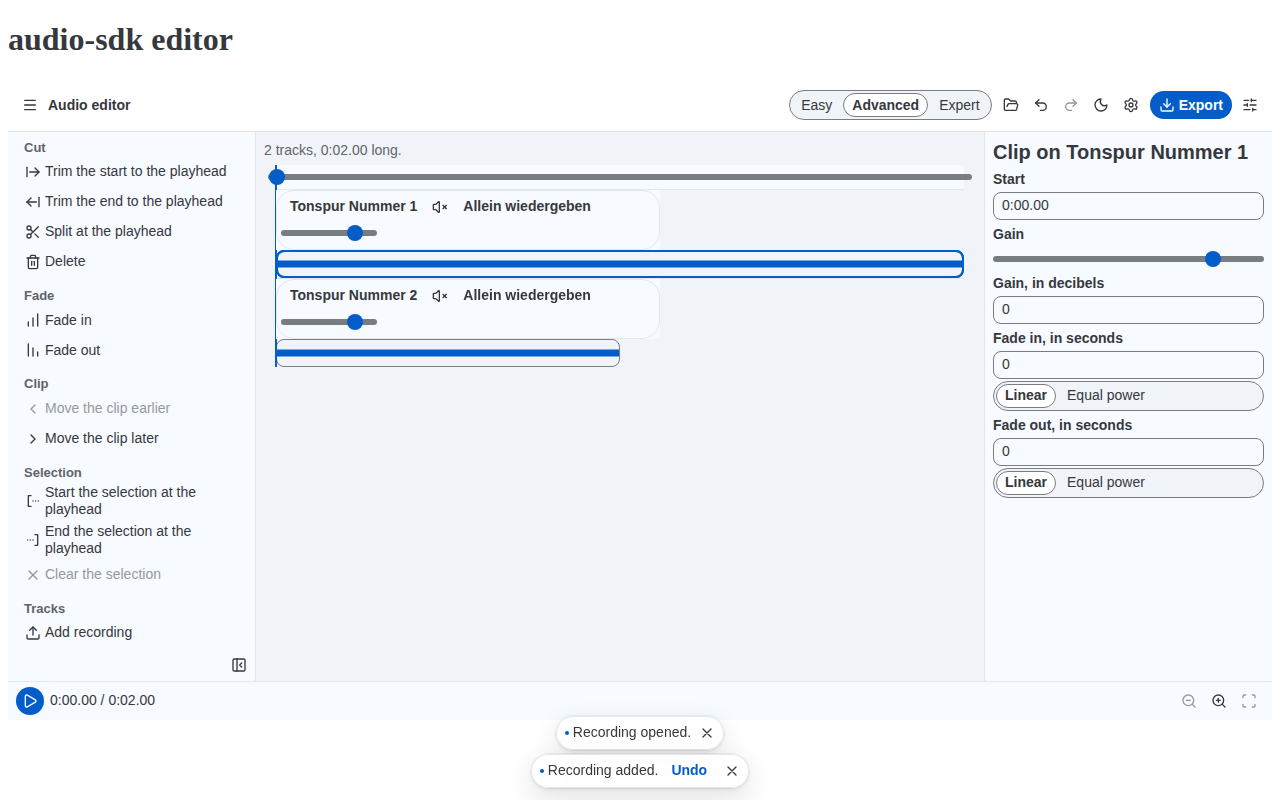 audio-sdk editor
Audio editor
Easy Advanced Expert
Export
Cut
Trim the start to the playhead
Trim the end to the playhead
Split at the playhead
Delete
Fade
Fade in
Fade out
Clip
Move the clip earlier
Move the clip later
Selection
Start the selection at the
playhead
End the selection at the
playhead
Clear the selection
Tracks
Add recording
2 tracks, 0:02.00 long.
Tonspur Nummer 1 Allein wiedergeben
Tonspur Nummer 2 Allein wiedergeben
Clip on Tonspur Nummer 1
Start
0:00.00
Gain
Gain, in decibels
0
Fade in, in seconds
0
Linear Equal power
Fade out, in seconds
0
Linear Equal power
0:00.00 / 0:02.00
Recording opened.
Recording added. Undo